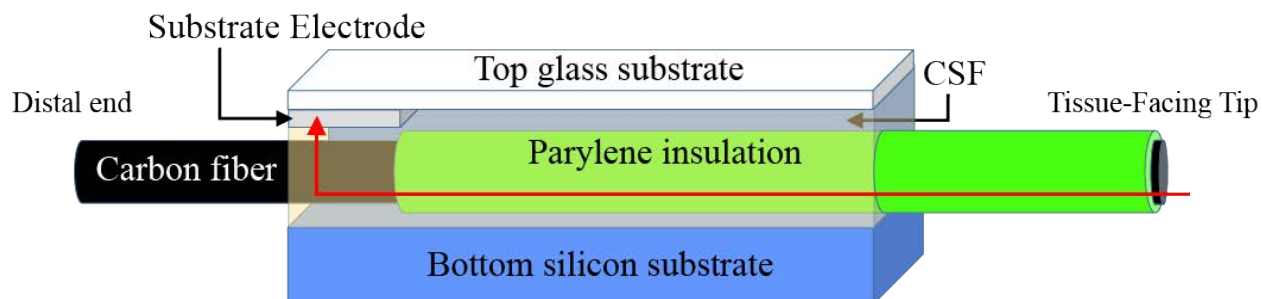 Substrate Electrode
Top glass substrate
CSF
Distal end
Tissue-Facing Tip
Carbon fiber
Parylene insulation
Bottom silicon substrate